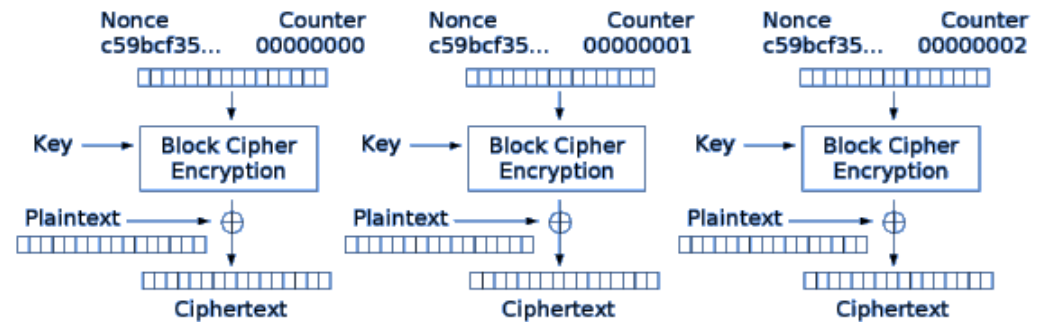 Nonce Counter Nonce Counter Nonce Counter
c59bcf35... 00000000 c59bcf35... 00000001 c59bcf35... 00000002
Key Block Cipher Encryption Key Block Cipher Encryption Key Block Cipher Encryption
Plaintext Plaintext Plaintext
Ciphertext Ciphertext Ciphertext